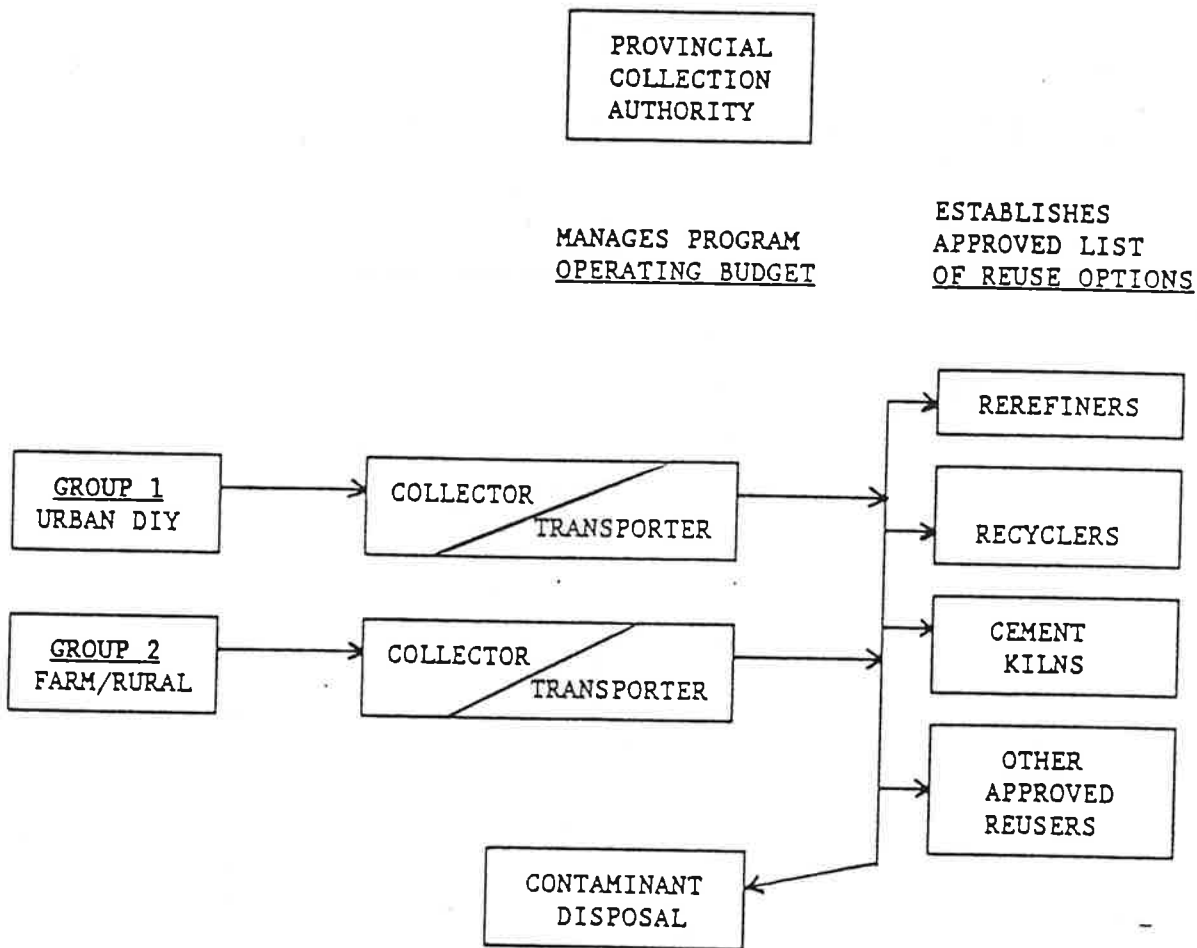 PROVINCIAL
COLLECTION
AUTHORITY
MANAGES PROGRAM
OPERATING BUDGET
ESTABLISHES
APPROVED LIST
OF REUSE OPTIONS
GROUP 1
URBAN DIY
COLLECTOR
TRANSPORTER
REREFINERS
RECYCLERS
GROUP 2
FARM/RURAL
COLLECTOR
TRANSPORTER
CEMENT
KILNS
OTHER
APPROVED
REUSERS
CONTAMINANT
DISPOSAL